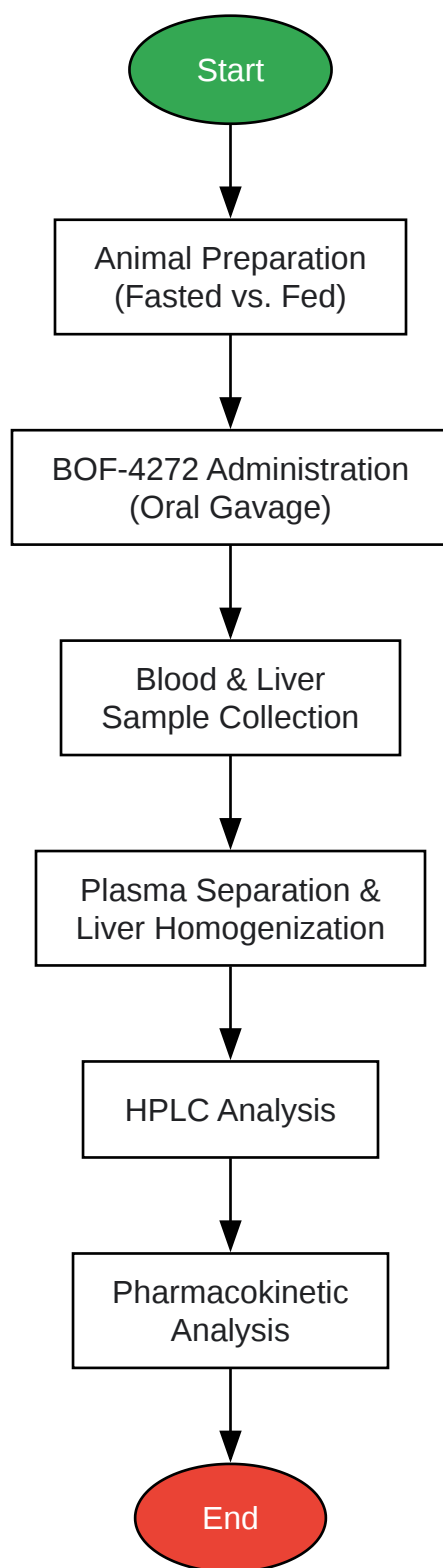 Start
Animal Preparation
(Fasted vs. Fed)
BOF-4272 Administration
(Oral Gavage)
Blood & Liver
Sample Collection
Plasma Separation &
Liver Homogenization
HPLC Analysis
Pharmacokinetic
Analysis
End